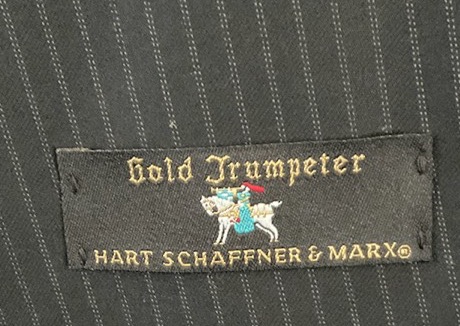 Gold Trumpeter
HART SCHAFFNER & MARX®